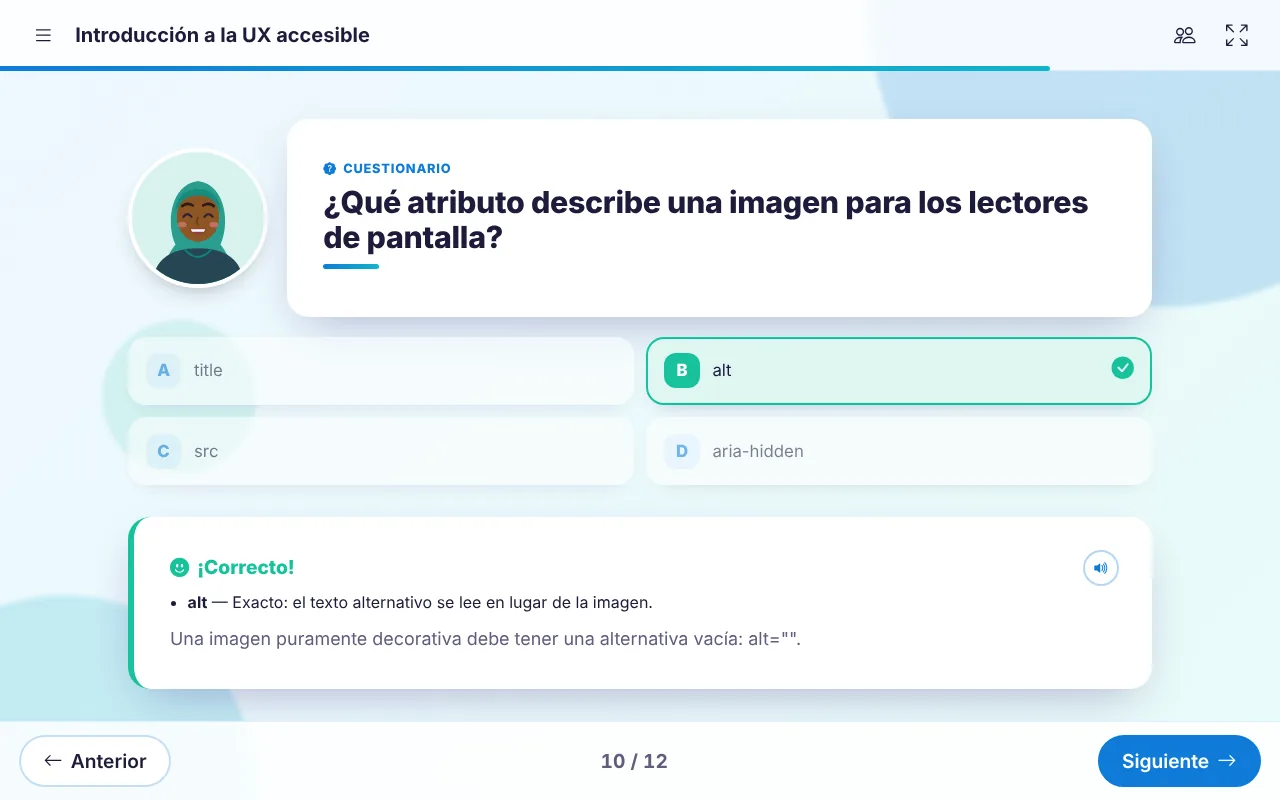 Introducción a la UX accesible
CUESTIONARIO
¿Qué atributo describe una imagen para los lectores
de pantalla?
A title
B alt
C src
D aria-hidden
¡Correcto!
• alt — Exacto: el texto alternativo se lee en lugar de la imagen.
Una imagen puramente decorativa debe tener una alternativa vacía: alt="".
← Anterior
10 / 12
Siguiente →